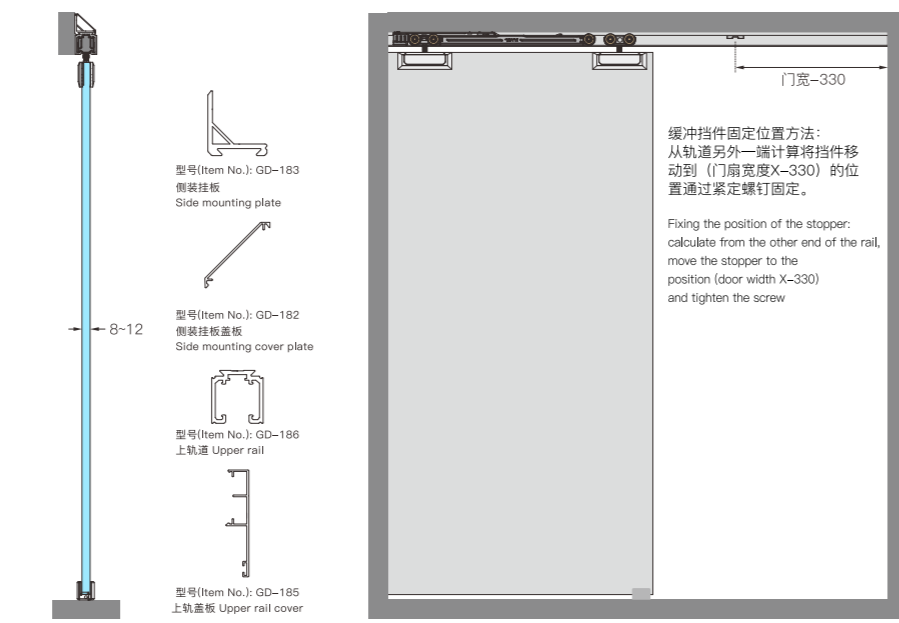 型号(Item No.): GD–183
侧装挂板
Side mounting plate
型号(Item No.): GD–182
侧装挂板盖板
Side mounting cover plate
8~12
型号(Item No.): GD–186
上轨道 Upper rail
型号(Item No.): GD–185
上轨盖板 Upper rail cover
门宽–330
缓冲挡件固定位置方法：
从轨道另外一端计算将挡件移
动到（门扇宽度X–330）的位
置通过紧定螺钉固定。
Fixing the position of the stopper:
calculate from the other end of the rail,
move the stopper to the
position (door width X–330)
and tighten the screw